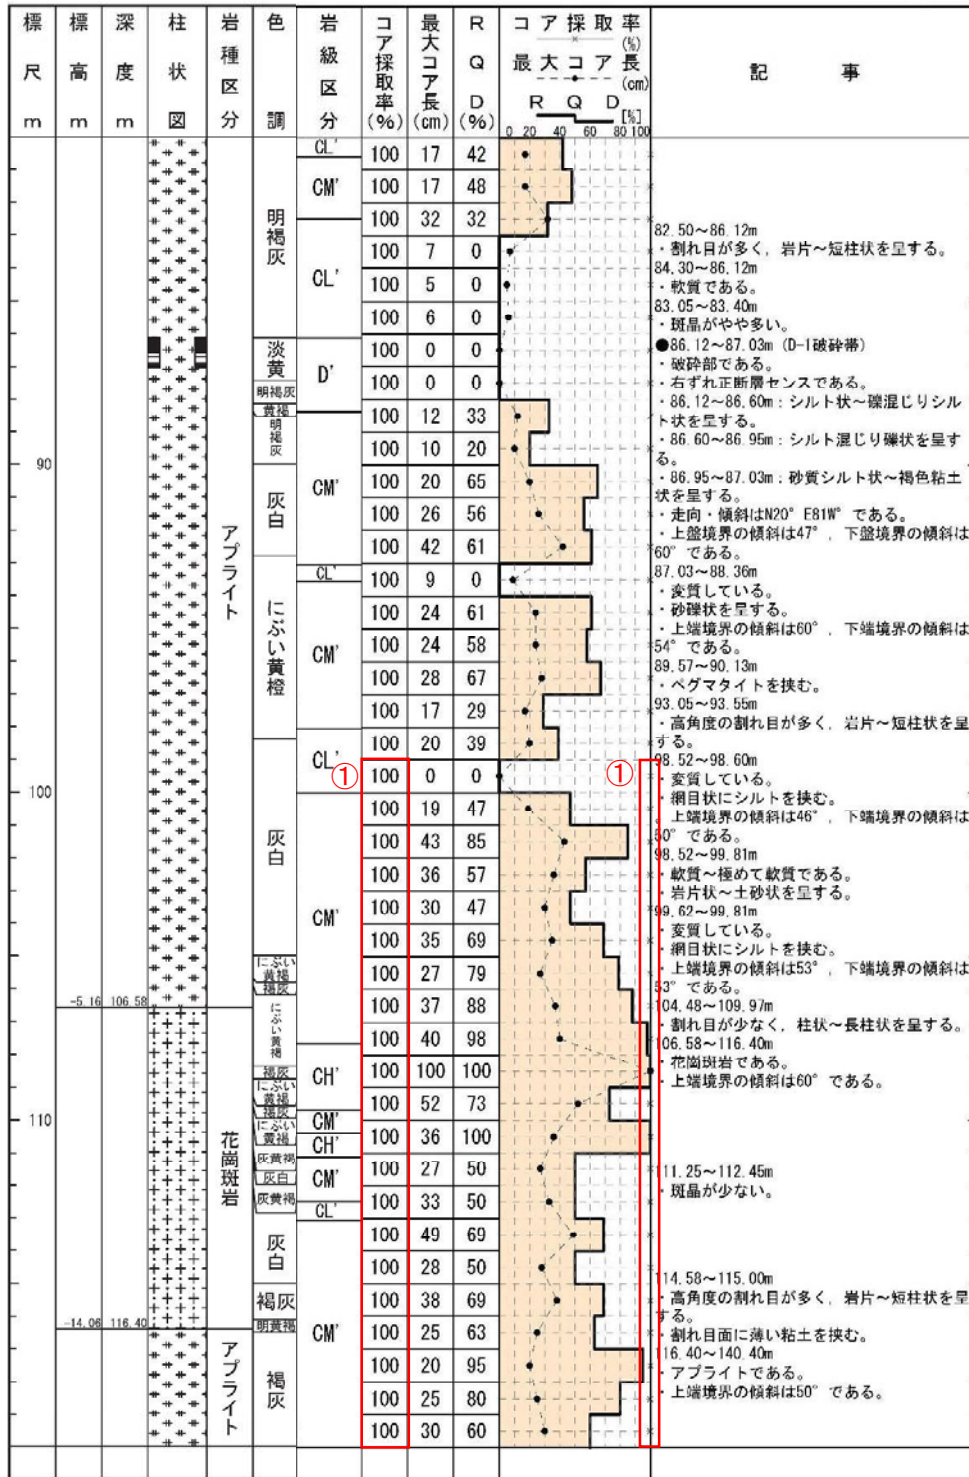 標尺m
標高m
深度m
柱状図
岩種区分
色調
岩級区分
コア採取率(%)
最大コア長(cm)
RQD(%)
コア採取率(%)
最大コア長(cm)
RQD[%]
0 20 40 60 80 100
記事
CL'
CM'
CL'
D'
CM'
CL'
CM'
CL'
CM'
CH'
CM'
CH'
CM'
CL'
CM'
明褐灰
淡黄
明褐灰
黄褐
明褐灰
灰白
にぶい黄橙
灰白
にぶい黄褐
褐灰
にぶい黄褐
褐灰
にぶい黄褐
褐灰
にぶい黄褐
灰黄褐
灰白
灰黄褐
灰白
褐灰
明黄褐
褐灰
アプライト
花崗斑岩
アプライト
90
100
110
-5.16 106.58
-14.06 116.40
100 17 42
100 17 48
100 32 32
100 7 0
100 5 0
100 6 0
100 0 0
100 0 0
100 12 33
100 10 20
100 20 65
100 26 56
100 42 61
100 9 0
100 24 61
100 24 58
100 28 67
100 17 29
100 20 39
① ①
100 0 0
100 19 47
100 43 85
100 36 57
100 30 47
100 35 69
100 27 79
100 37 88
100 40 98
100 100 100
100 52 73
100 36 100
100 27 50
100 33 50
100 49 69
100 28 50
100 38 69
100 25 63
100 20 95
100 25 80
100 30 60
82.50～86.12m
・割れ目が多く，岩片～短柱状を呈する。
84.30～86.12m
・軟質である。
83.05～83.40m
・斑晶がやや多い。
●86.12～87.03m (D-1破砕帯)
・破砕部である。
・右ずれ正断層センスである。
・86.12～86.60m：シルト状～礫混じりシル
ト状を呈する。
・86.60～86.95m：シルト混じり礫状を呈す
る。
・86.95～87.03m：砂質シルト状～褐色粘土
状を呈する。
・走向・傾斜はN20°E81W°である。
・上盤境界の傾斜は47°，下盤境界の傾斜は
60°である。
87.03～88.36m
・変質している。
・砂礫状を呈する。
・上端境界の傾斜は60°，下端境界の傾斜は
54°である。
89.57～90.13m
・ペグマタイトを挟む。
93.05～93.55m
・高角度の割れ目が多く，岩片～短柱状を呈
する。
98.52～98.60m
・変質している。
・網目状にシルトを挟む。
・上端境界の傾斜は46°，下端境界の傾斜は
50°である。
98.52～99.81m
・軟質～極めて軟質である。
・岩片状～土砂状を呈する。
99.62～99.81m
・変質している。
・網目状にシルトを挟む。
・上端境界の傾斜は53°，下端境界の傾斜は
53°である。
104.48～109.97m
・割れ目が少なく，柱状～長柱状を呈する。
106.58～116.40m
・花崗斑岩である。
・上端境界の傾斜は60°である。
111.25～112.45m
・斑晶が少ない。
114.58～115.00m
・高角度の割れ目が多く，岩片～短柱状を呈
する。
・割れ目面に薄い粘土を挟む。
116.40～140.40m
・アプライトである。
・上端境界の傾斜は50°である。